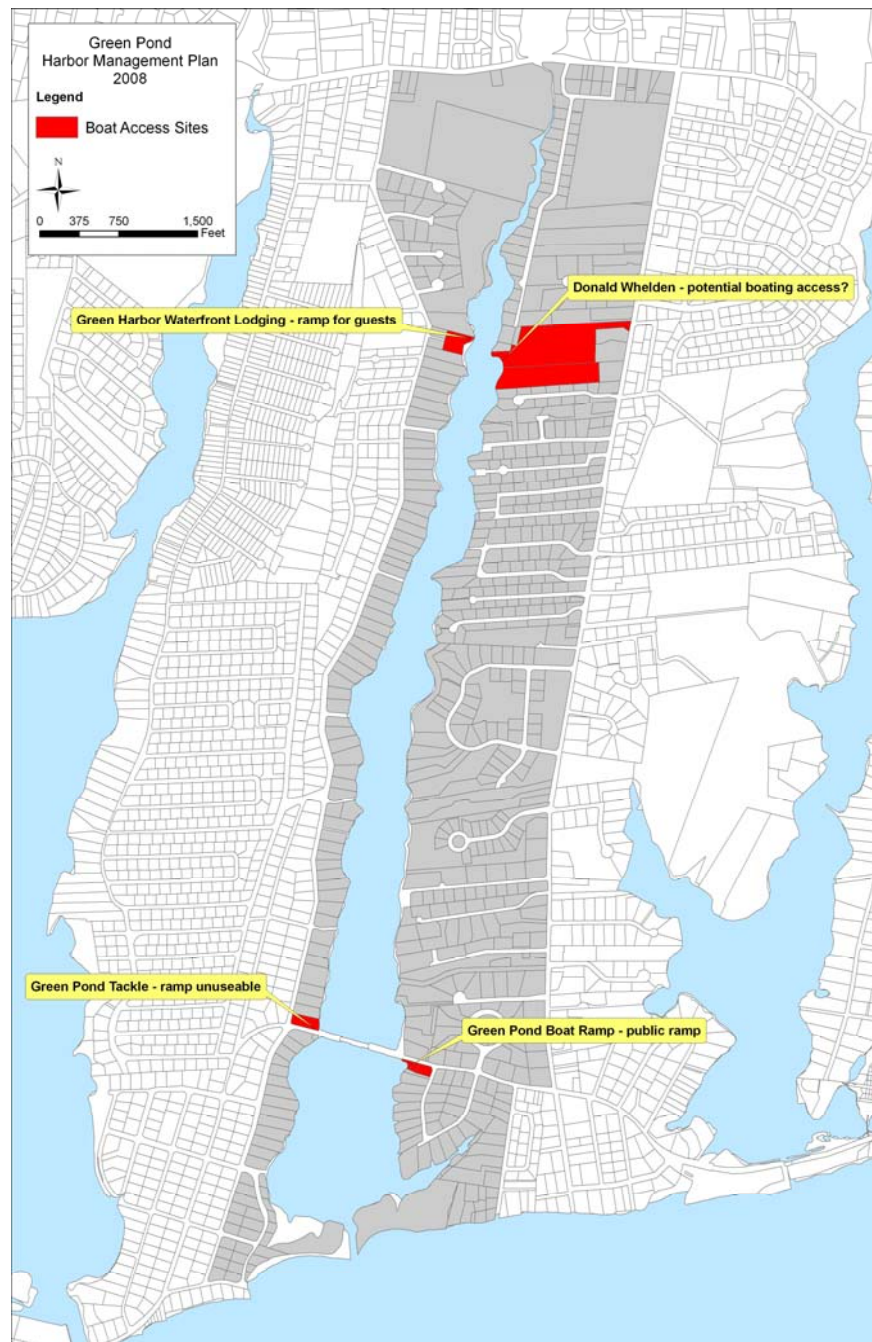 Green Pond
Harbor Management Plan
2008
Legend
Boat Access Sites
N
0 375 750 1,500
Feet
Donald Whelden - potential boating access?
Green Harbor Waterfront Lodging - ramp for guests
Green Pond Tackle - ramp unuseable
Green Pond Boat Ramp - public ramp